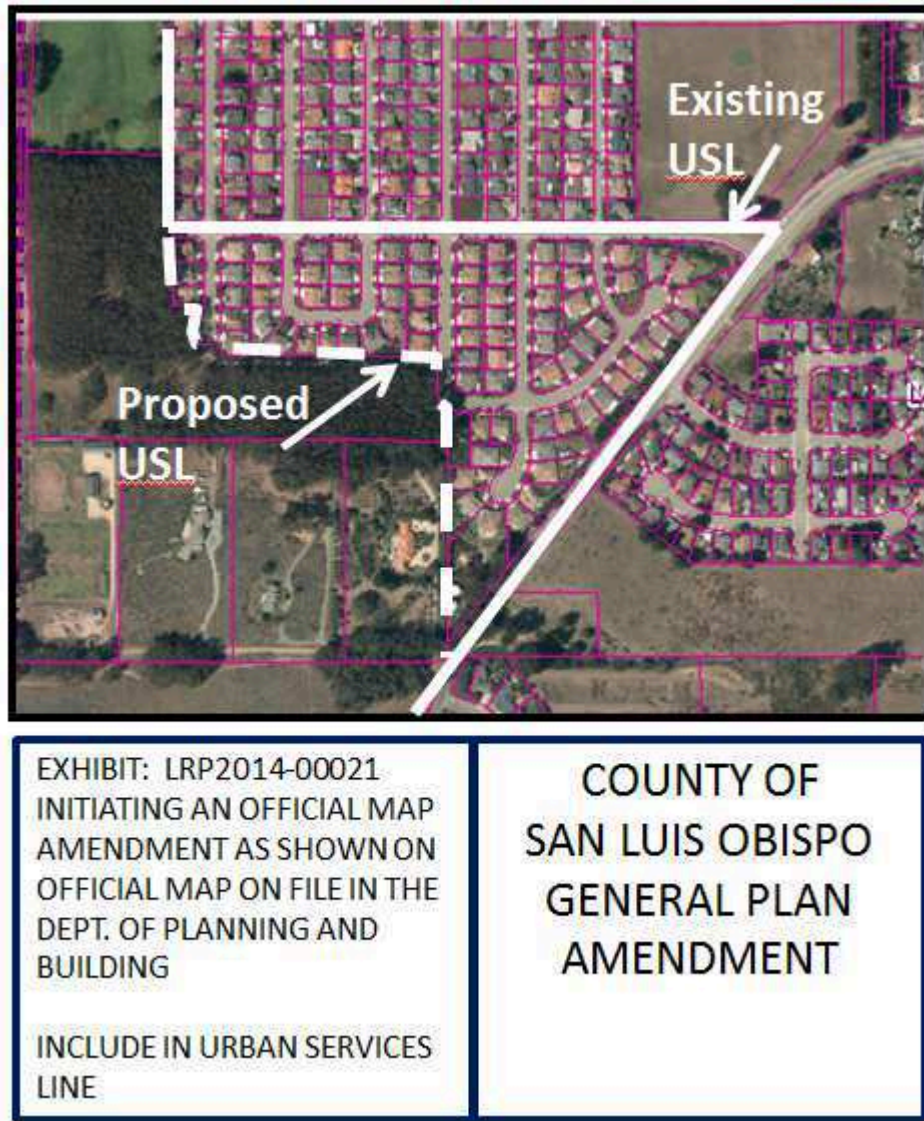 Existing
USL
Proposed
USL
EXHIBIT: LRP2014-00021
INITIATING AN OFFICIAL MAP
AMENDMENT AS SHOWN ON
OFFICIAL MAP ON FILE IN THE
DEPT. OF PLANNING AND
BUILDING
INCLUDE IN URBAN SERVICES
LINE
COUNTY OF
SAN LUIS OBISPO
GENERAL PLAN
AMENDMENT